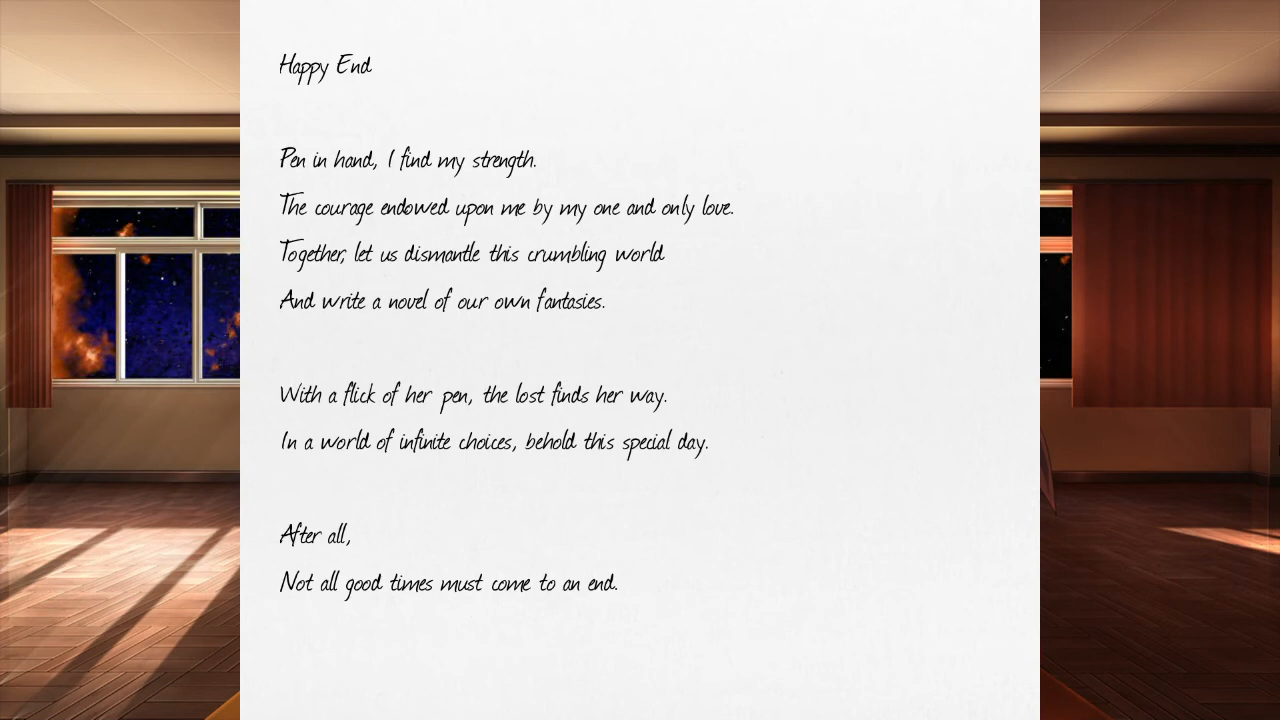 Happy End
Pen in hand, I find my strength.
The courage endowed upon me by my one and only love.
Together, let us dismantle this crumbling world
And write a novel of our own fantasies.
With a flick of her pen, the lost finds her way.
In a world of infinite choices, behold this special day.
After all,
Not all good times must come to an end.